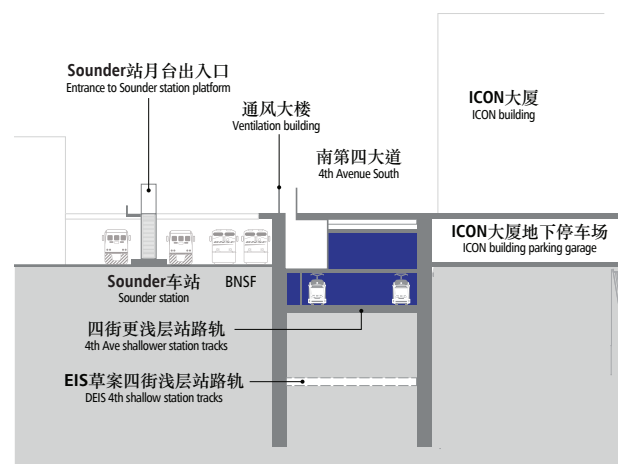 Sounder站月台出入口
Entrance to Sounder station platform
通风大楼
Ventilation building
ICON大厦
ICON building
南第四大道
4th Avenue South
ICON大厦地下停车场
ICON building parking garage
Sounder车站
Sounder station
BNSF
四街更浅层站路轨
4th Ave shallower station tracks
EIS草案四街浅层站路轨
DEIS 4th shallow station tracks